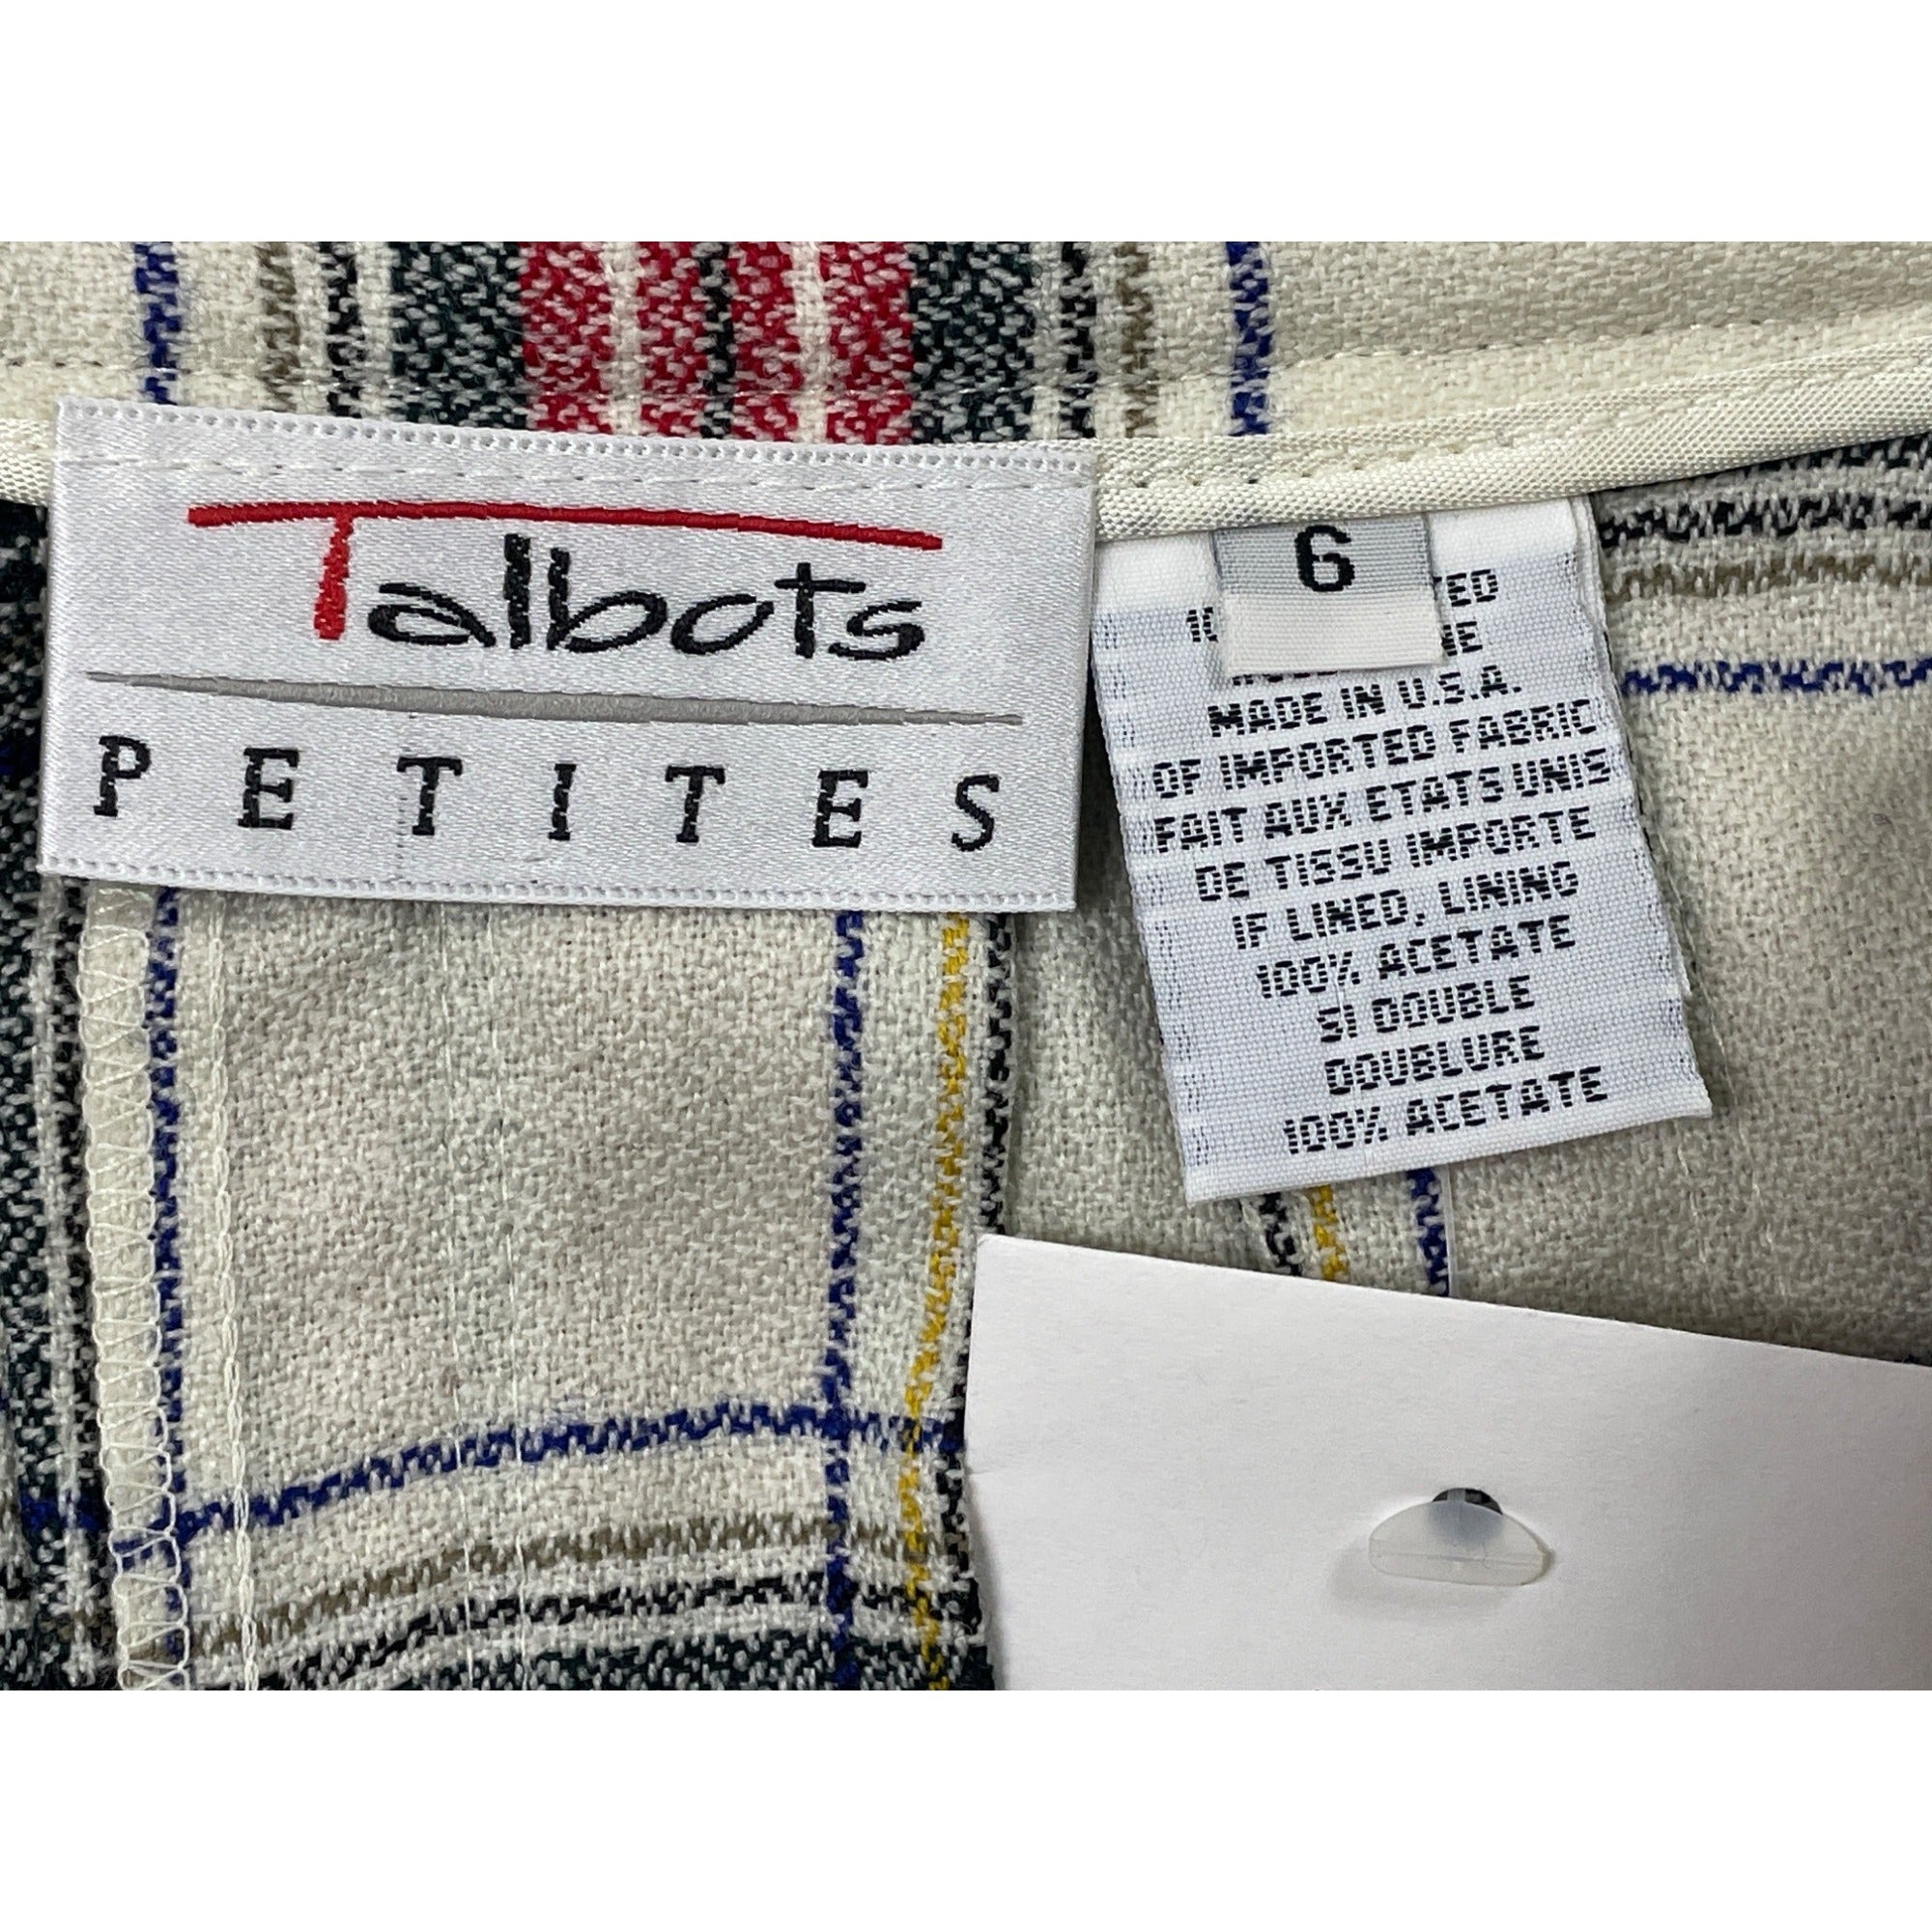 Talbots
PETITES
6
MADE IN U.S.A.
OF IMPORTED FABRIC
FAIT AUX ETATS UNIS
DE TISSU IMPORTE
IF LINED, LINING
100% ACETATE
SI DOUBLE
DOUBLURE
100% ACETATE